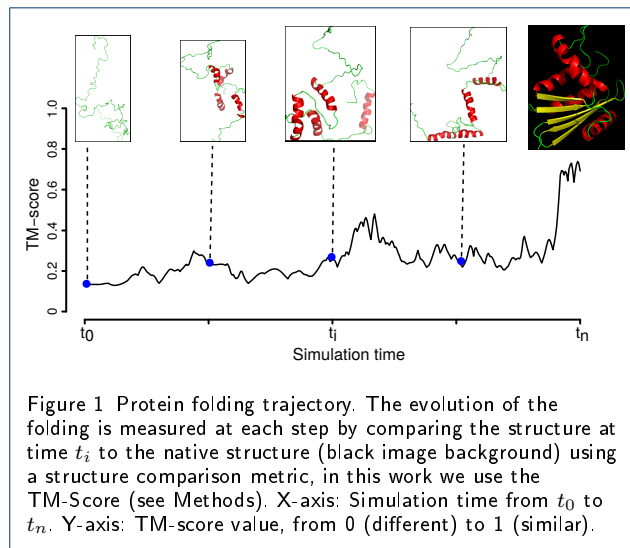 1.0
0.8
0.6
0.4
0.2
0
TM−score
t0
ti
tn
Simulation time
Figure 1 Protein folding trajectory. The evolution of the
folding is measured at each step by comparing the structure at
time ti to the native structure (black image background) using
a structure comparison metric, in this work we use the
TM-Score (see Methods). X-axis: Simulation time from t0 to
tn. Y-axis: TM-score value, from 0 (different) to 1 (similar).